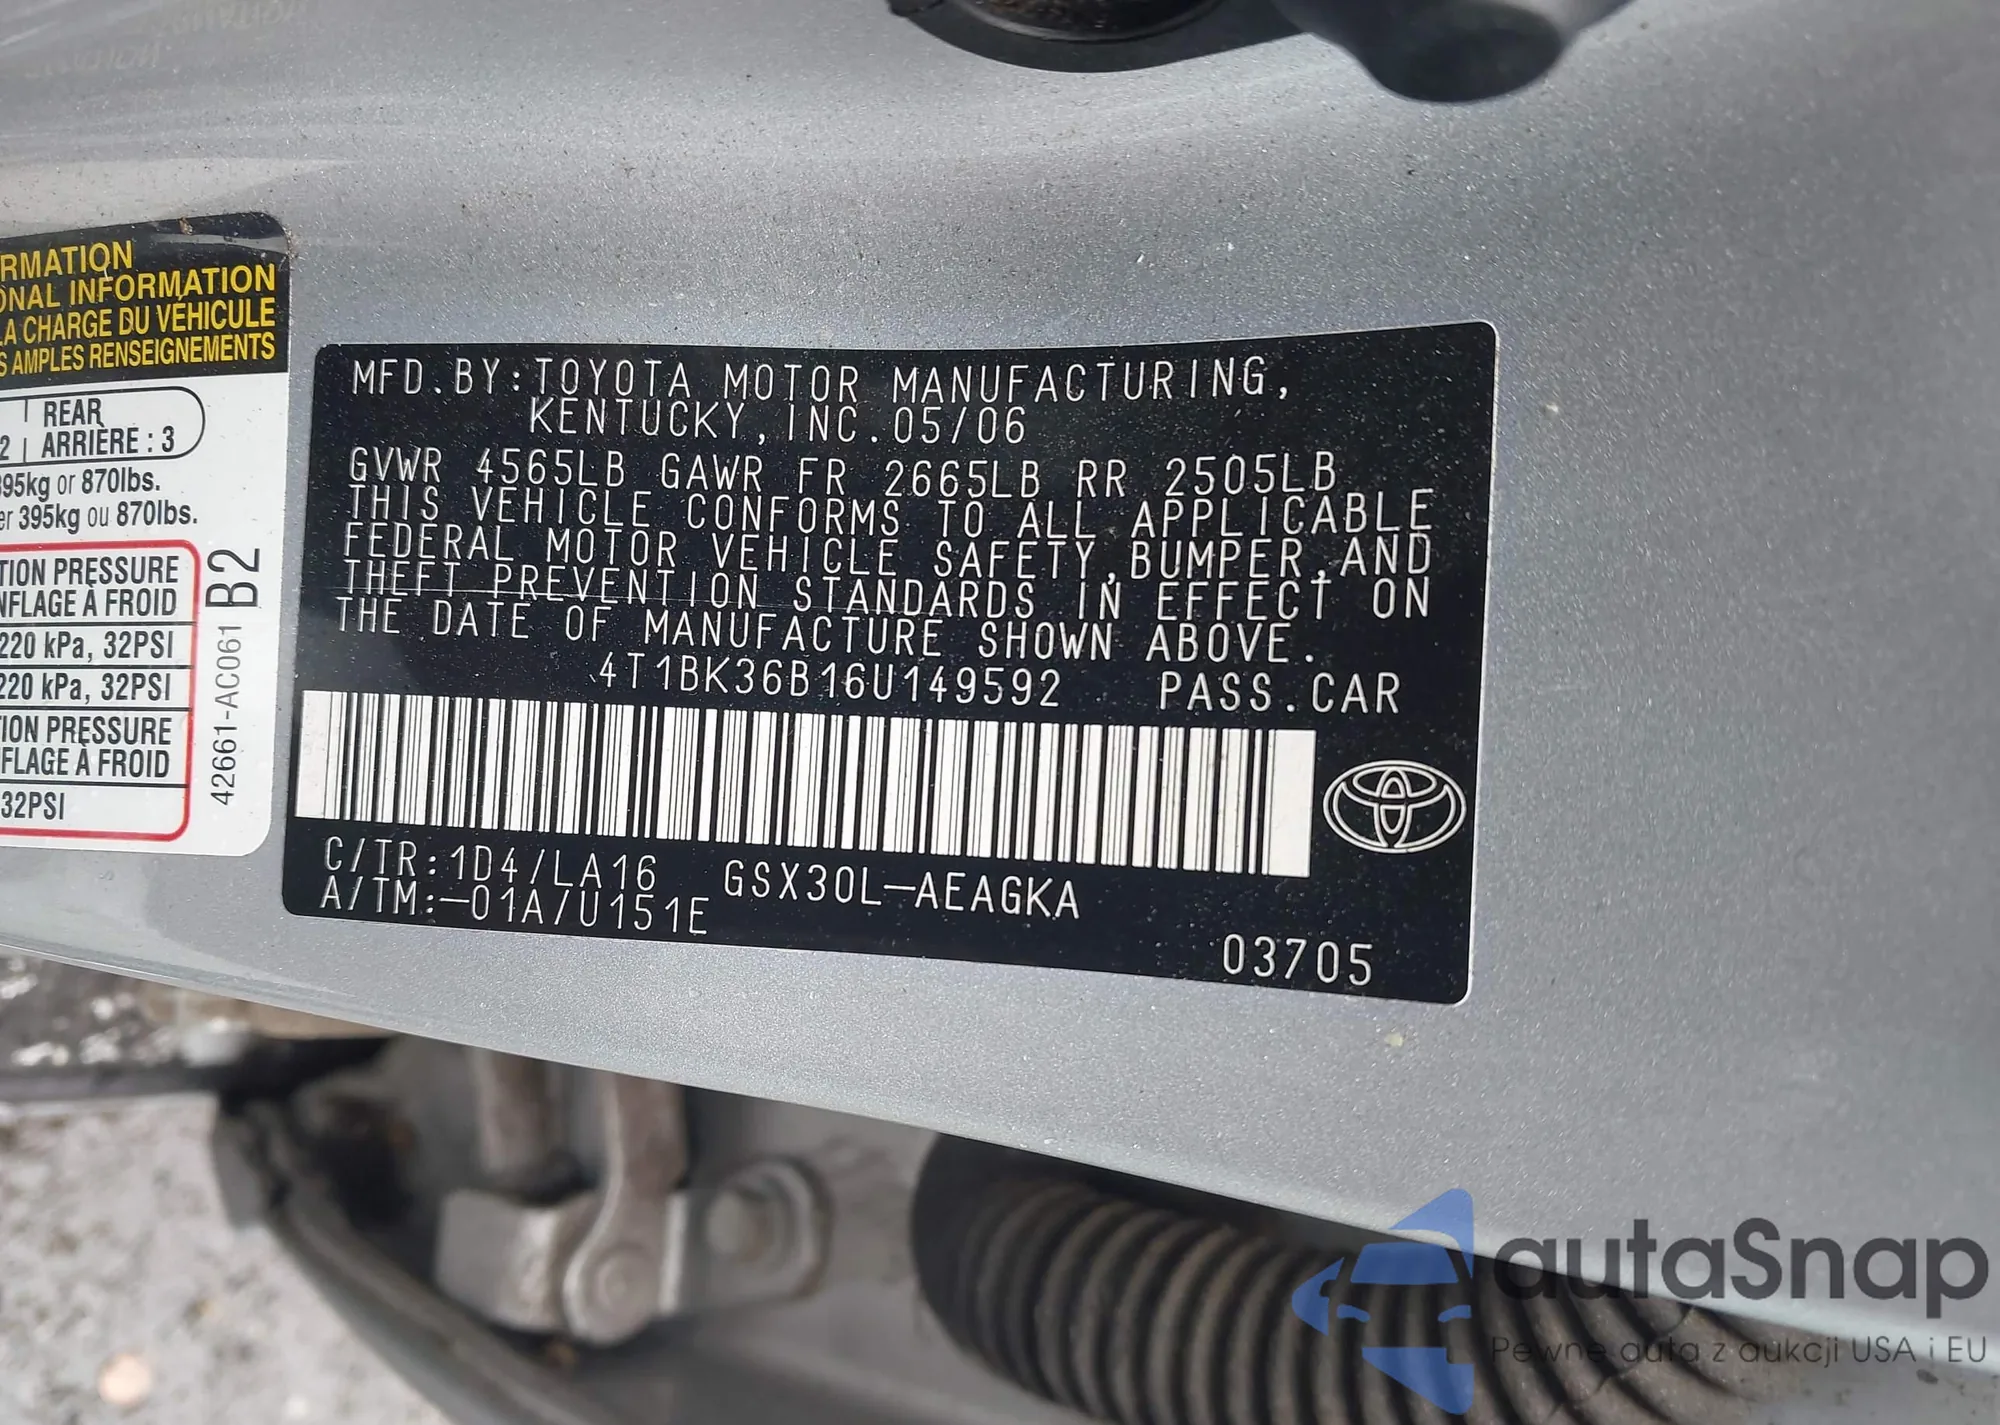 RMATION
ONAL INFORMATION
LA CHARGE DU VÉHICULE
S AMPLES RENSEIGNEMENTS
REAR
2 ARRIÈRE : 3
395kg or 870lbs.
er 395kg ou 870lbs.
TION PRESSURE
NFLAGE À FROID
220 kPa, 32PSI
220 kPa, 32PSI
TION PRESSURE
FLAGE À FROID
32PSI
42661-AC061 B2
MFD.BY:TOYOTA MOTOR MANUFACTURING,
KENTUCKY,INC.05/06
GVWR 4565LB GAWR FR 2665LB RR 2505LB
THIS VEHICLE CONFORMS TO ALL APPLICABLE
FEDERAL MOTOR VEHICLE SAFETY,BUMPER,AND
THEFT PREVENTION STANDARDS IN EFFECT ON
THE DATE OF MANUFACTURE SHOWN ABOVE.
4T1BK36B16U149592 PASS.CAR
C/TR:1D4/LA16 GSX30L-AEAGKA
A/TM:-01A/U151E
03705
autaSnap
Pewne auta z aukcji USA i EU